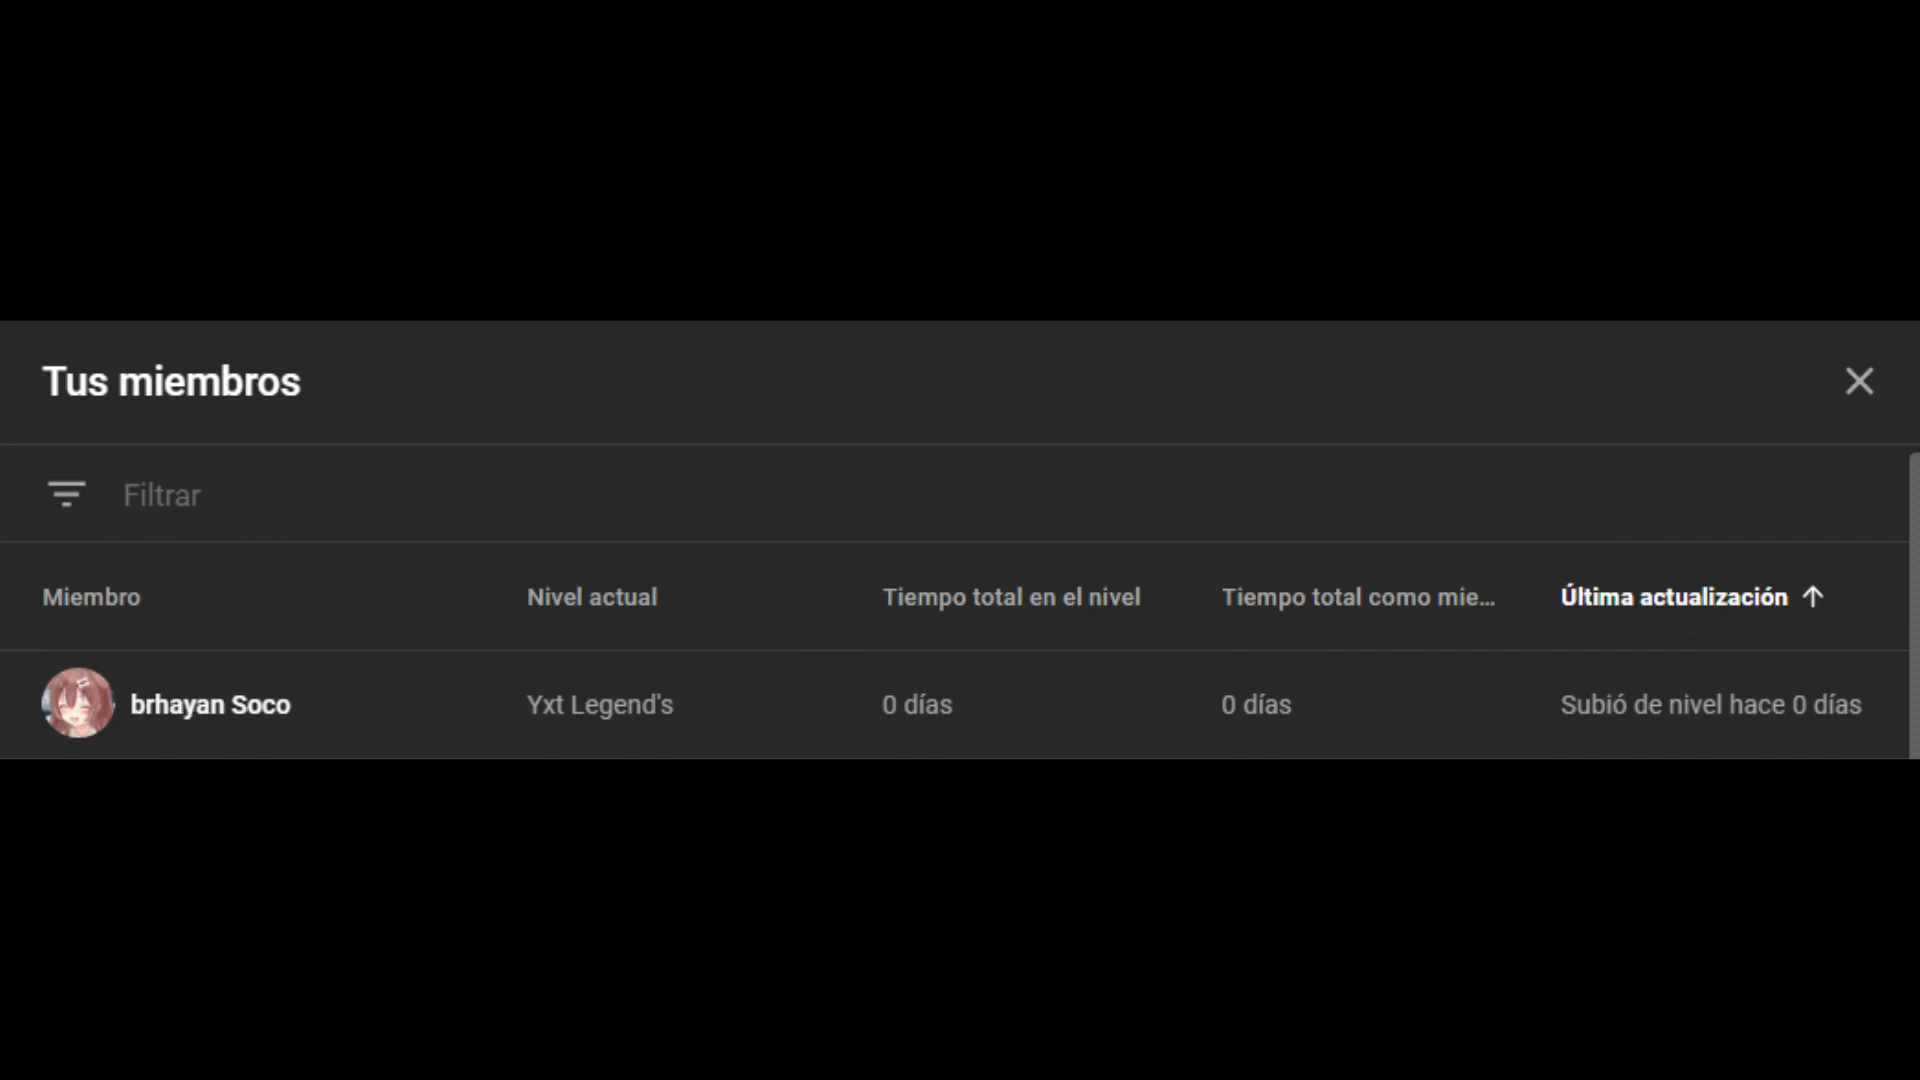 Tus miembros
Filtrar
Miembro Nivel actual Tiempo total en el nivel Tiempo total como mie... Última actualización
brhayan Soco Yxt Legend's 0 días 0 días Subió de nivel hace 0 días